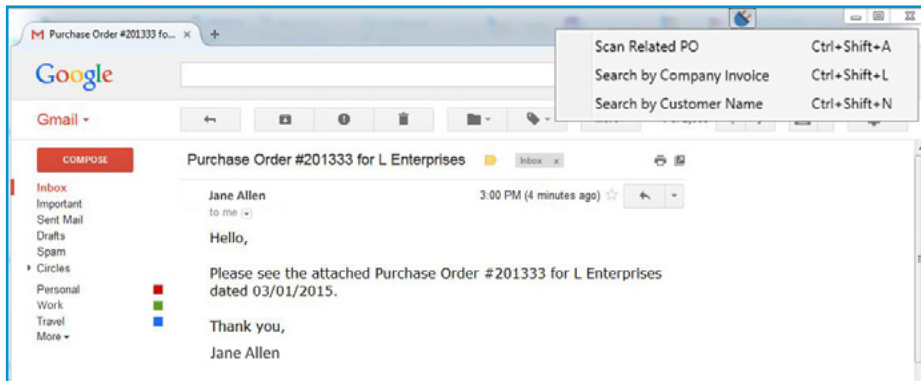 Purchase Order #201333 fo... ×
+
Scan Related PO Ctrl+Shift+A
Search by Company Invoice Ctrl+Shift+L
Search by Customer Name Ctrl+Shift+N
Google
Gmail
COMPOSE
Inbox
Important
Sent Mail
Drafts
Spam
Circles
Personal
Work
Travel
More
Purchase Order #201333 for L Enterprises
Inbox x
Jane Allen 3:00 PM (4 minutes ago)
to me
Hello,
Please see the attached Purchase Order #201333 for L Enterprises
dated 03/01/2015.
Thank you,
Jane Allen